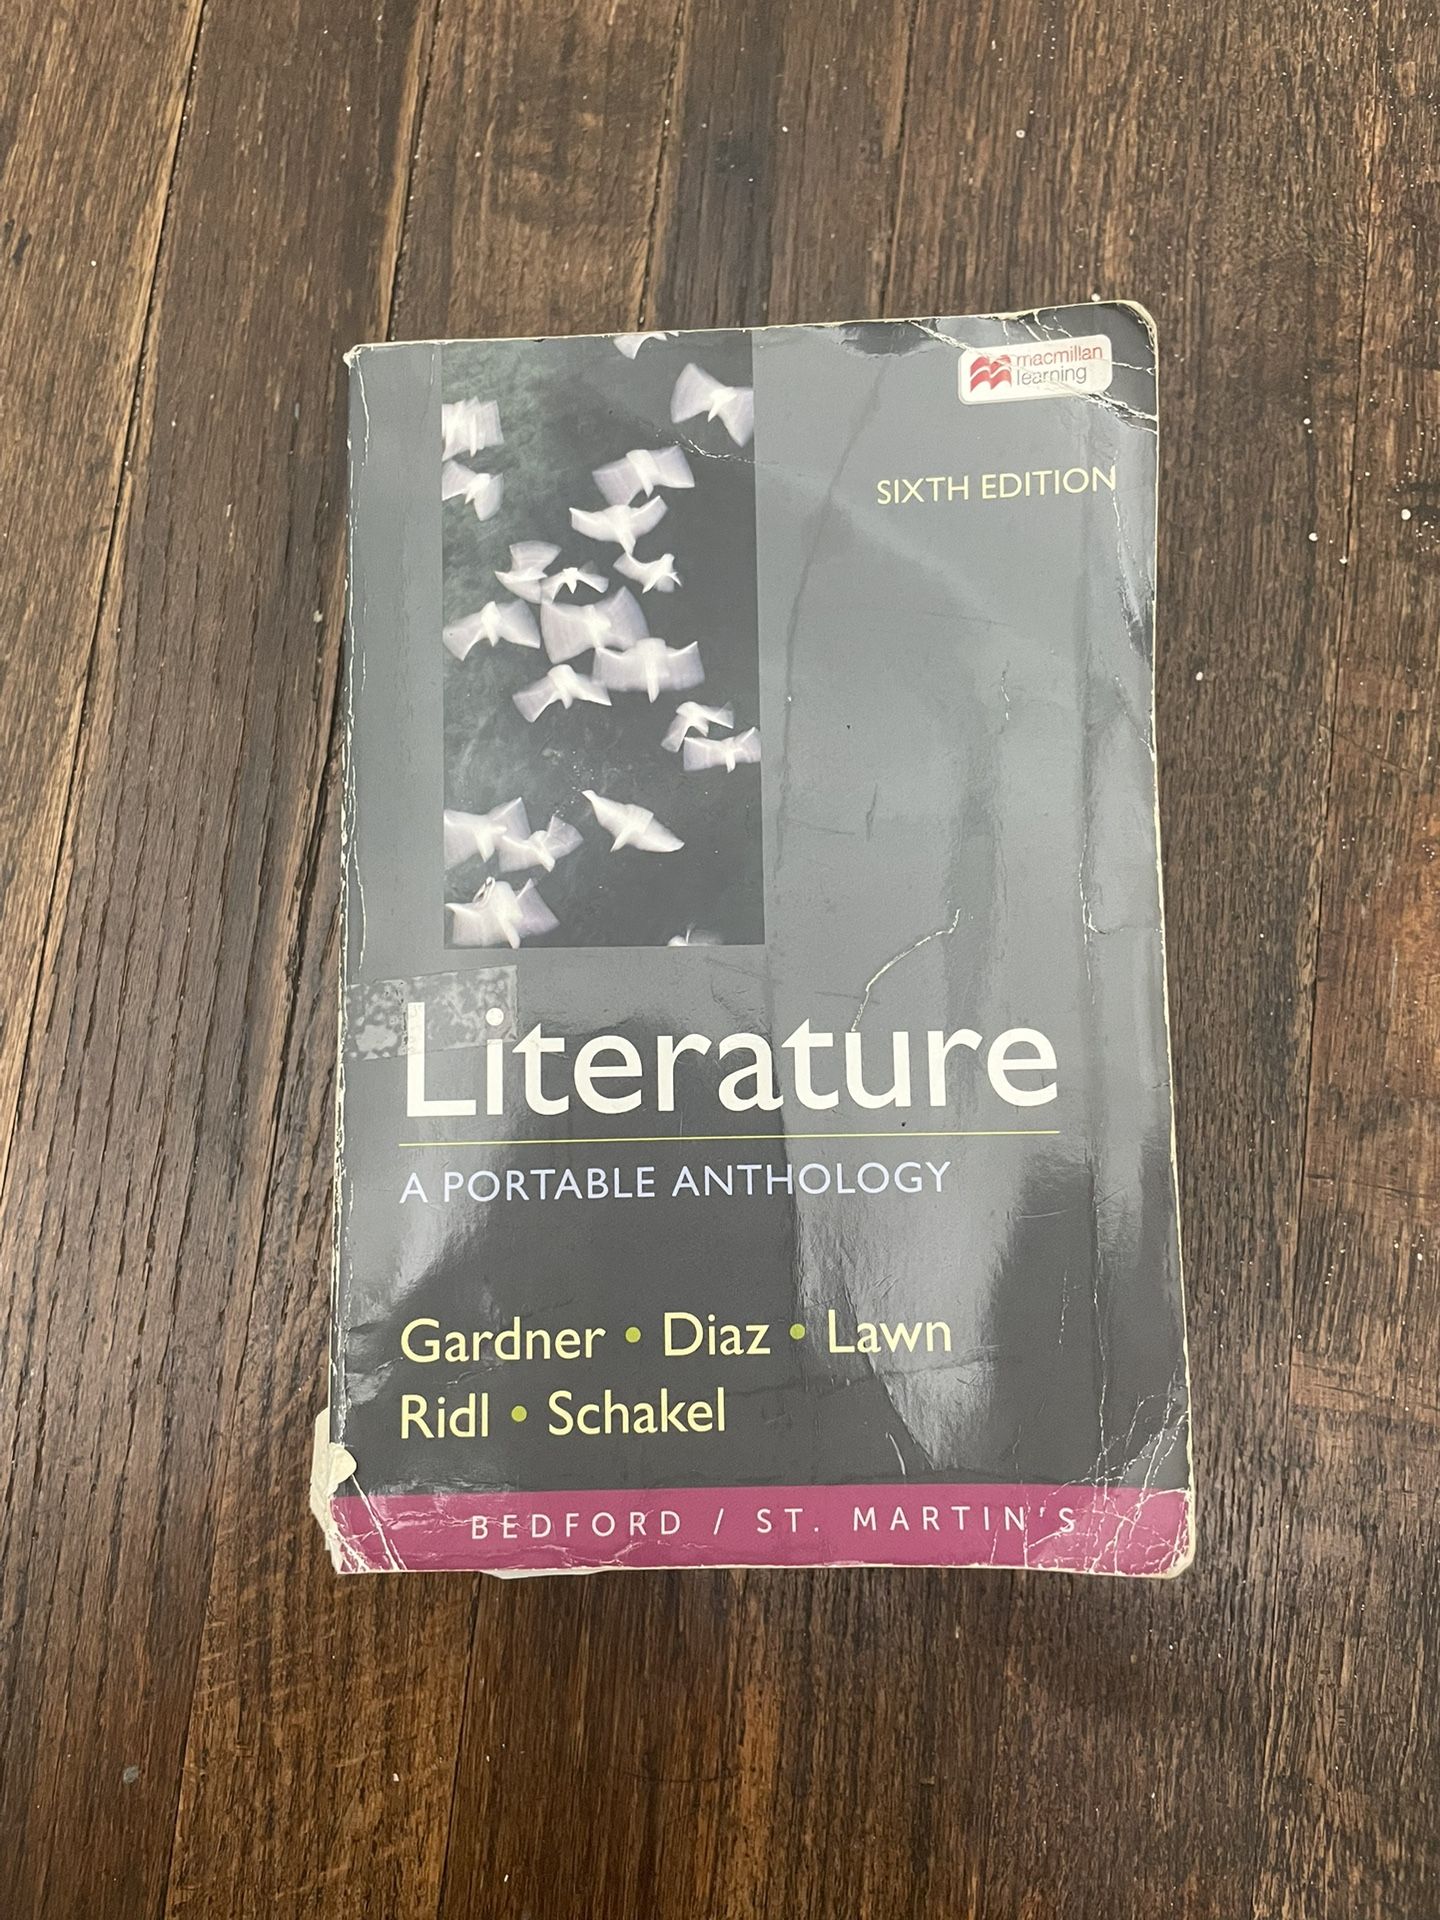 macmillan
learning
SIXTH EDITION
Literature
A PORTABLE ANTHOLOGY
Gardner • Diaz • Lawn
Ridl • Schakel
BEDFORD / ST. MARTIN'S